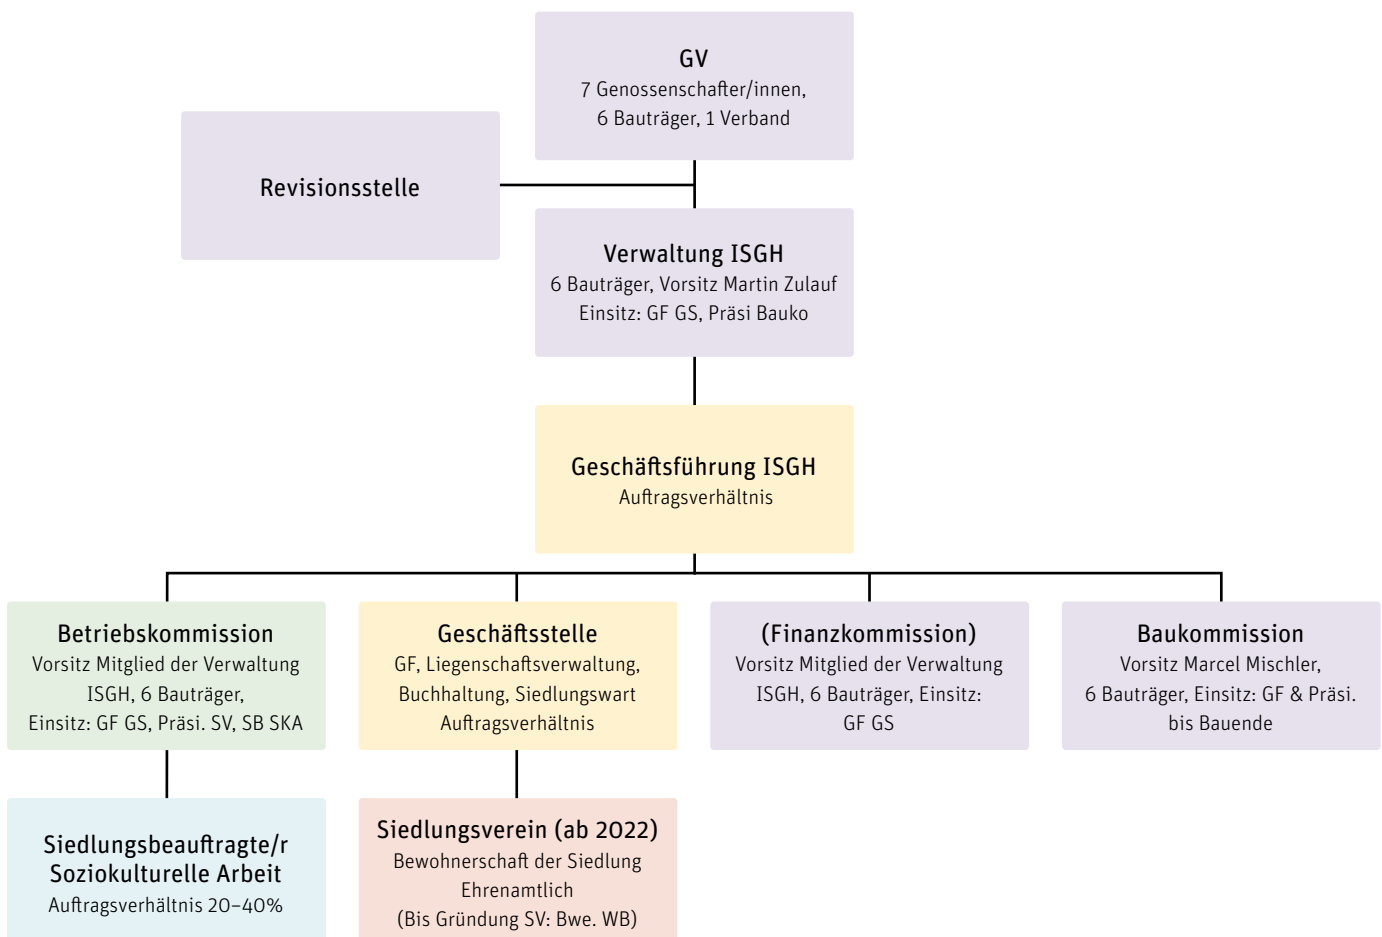 GV
7 Genossenschafter/innen,
6 Bauträger, 1 Verband
Revisionsstelle
Verwaltung ISGH
6 Bauträger, Vorsitz Martin Zulauf
Einsitz: GF GS, Präsi Bauko
Geschäftsführung ISGH
Auftragsverhältnis
Betriebskommission
Vorsitz Mitglied der Verwaltung
ISGH, 6 Bauträger,
Einsitz: GF GS, Präsi. SV, SB SKA
Geschäftsstelle
GF, Liegenschaftsverwaltung,
Buchhaltung, Siedlungswart
Auftragsverhältnis
(Finanzkommission)
Vorsitz Mitglied der Verwaltung
ISGH, 6 Bauträger, Einsitz:
GF GS
Baukommission
Vorsitz Marcel Mischler,
6 Bauträger, Einsitz: GF & Präsi.
bis Bauende
Siedlungsbeauftragte/r
Soziokulturelle Arbeit
Auftragsverhältnis 20–40%
Siedlungsverein (ab 2022)
Bewohnerschaft der Siedlung
Ehrenamtlich
(Bis Gründung SV: Bwe. WB)